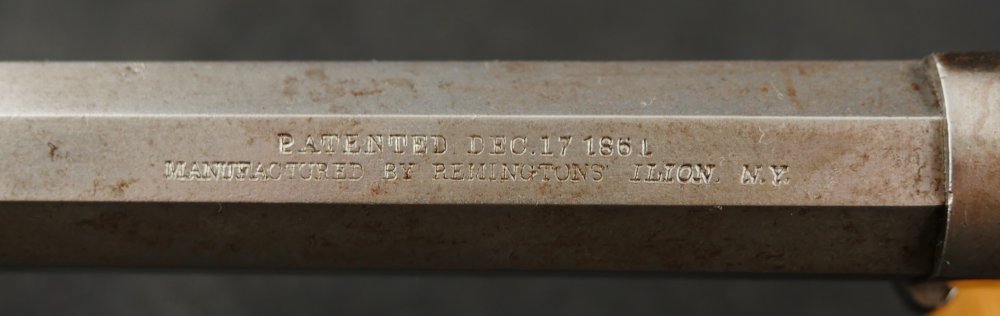 PATENTED DEC. 17 1861
MANUFACTURED BY REMINGTONS' ILION. N.Y.